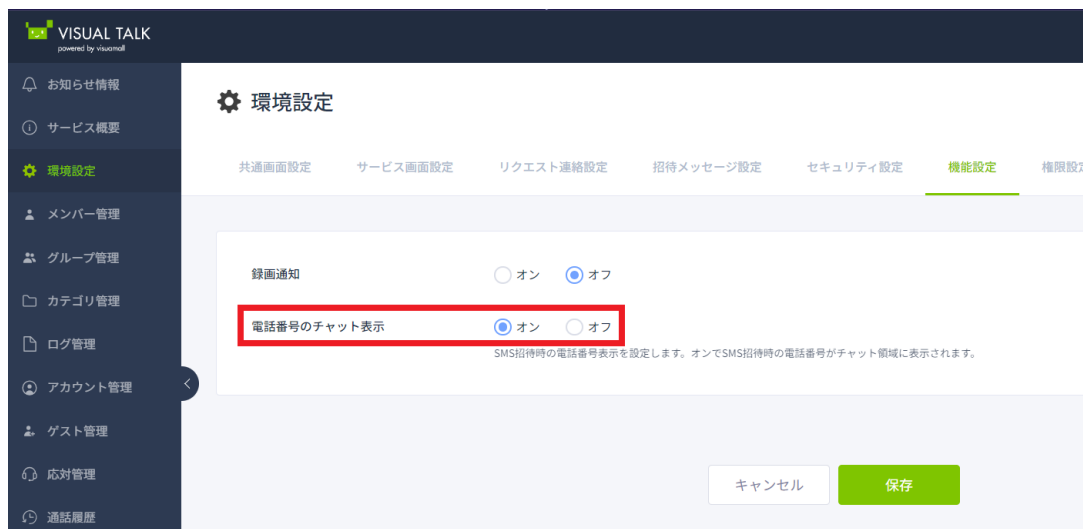 VISUAL TALK
powered by visuamall
お知らせ情報
サービス概要
環境設定
メンバー管理
グループ管理
カテゴリ管理
ログ管理
アカウント管理
ゲスト管理
応対管理
通話履歴
環境設定
共通画面設定 サービス画面設定 リクエスト連絡設定 招待メッセージ設定 セキュリティ設定 機能設定 権限設定
録画通知 オン オフ
電話番号のチャット表示 オン オフ
SMS招待時の電話番号表示を設定します。オンでSMS招待時の電話番号がチャット領域に表示されます。
キャンセル 保存